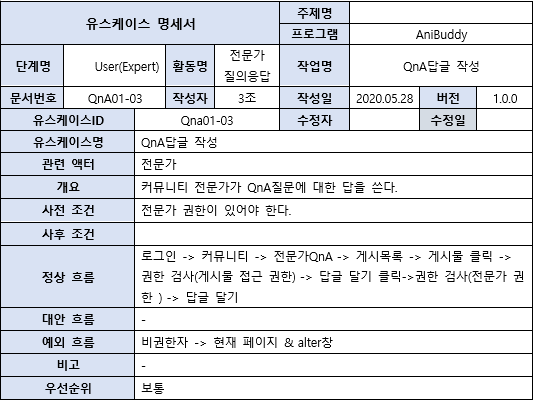 유스케이스 명세서
주제명
프로그램 AniBuddy
단계명 User(Expert) 활동명 전문가
질의응답 작업명 QnA답글 작성
문서번호 QnA01-03 작성자 3조 작성일 2020.05.28 버전 1.0.0
유스케이스ID Qna01-03 수정자 수정일
유스케이스명 QnA답글 작성
관련 액터 전문가
개요 커뮤니티 전문가가 QnA질문에 대한 답을 쓴다.
사전 조건 전문가 권한이 있어야 한다.
사후 조건
정상 흐름 로그인 -> 커뮤니티 -> 전문가QnA -> 게시목록 -> 게시물 클릭 ->
권한 검사(게시물 접근 권한) -> 답글 달기 클릭->권한 검사(전문가 권
한 ) -> 답글 달기
대안 흐름 -
예외 흐름 비권한자 -> 현재 페이지 & alter창
비고 -
우선순위 보통